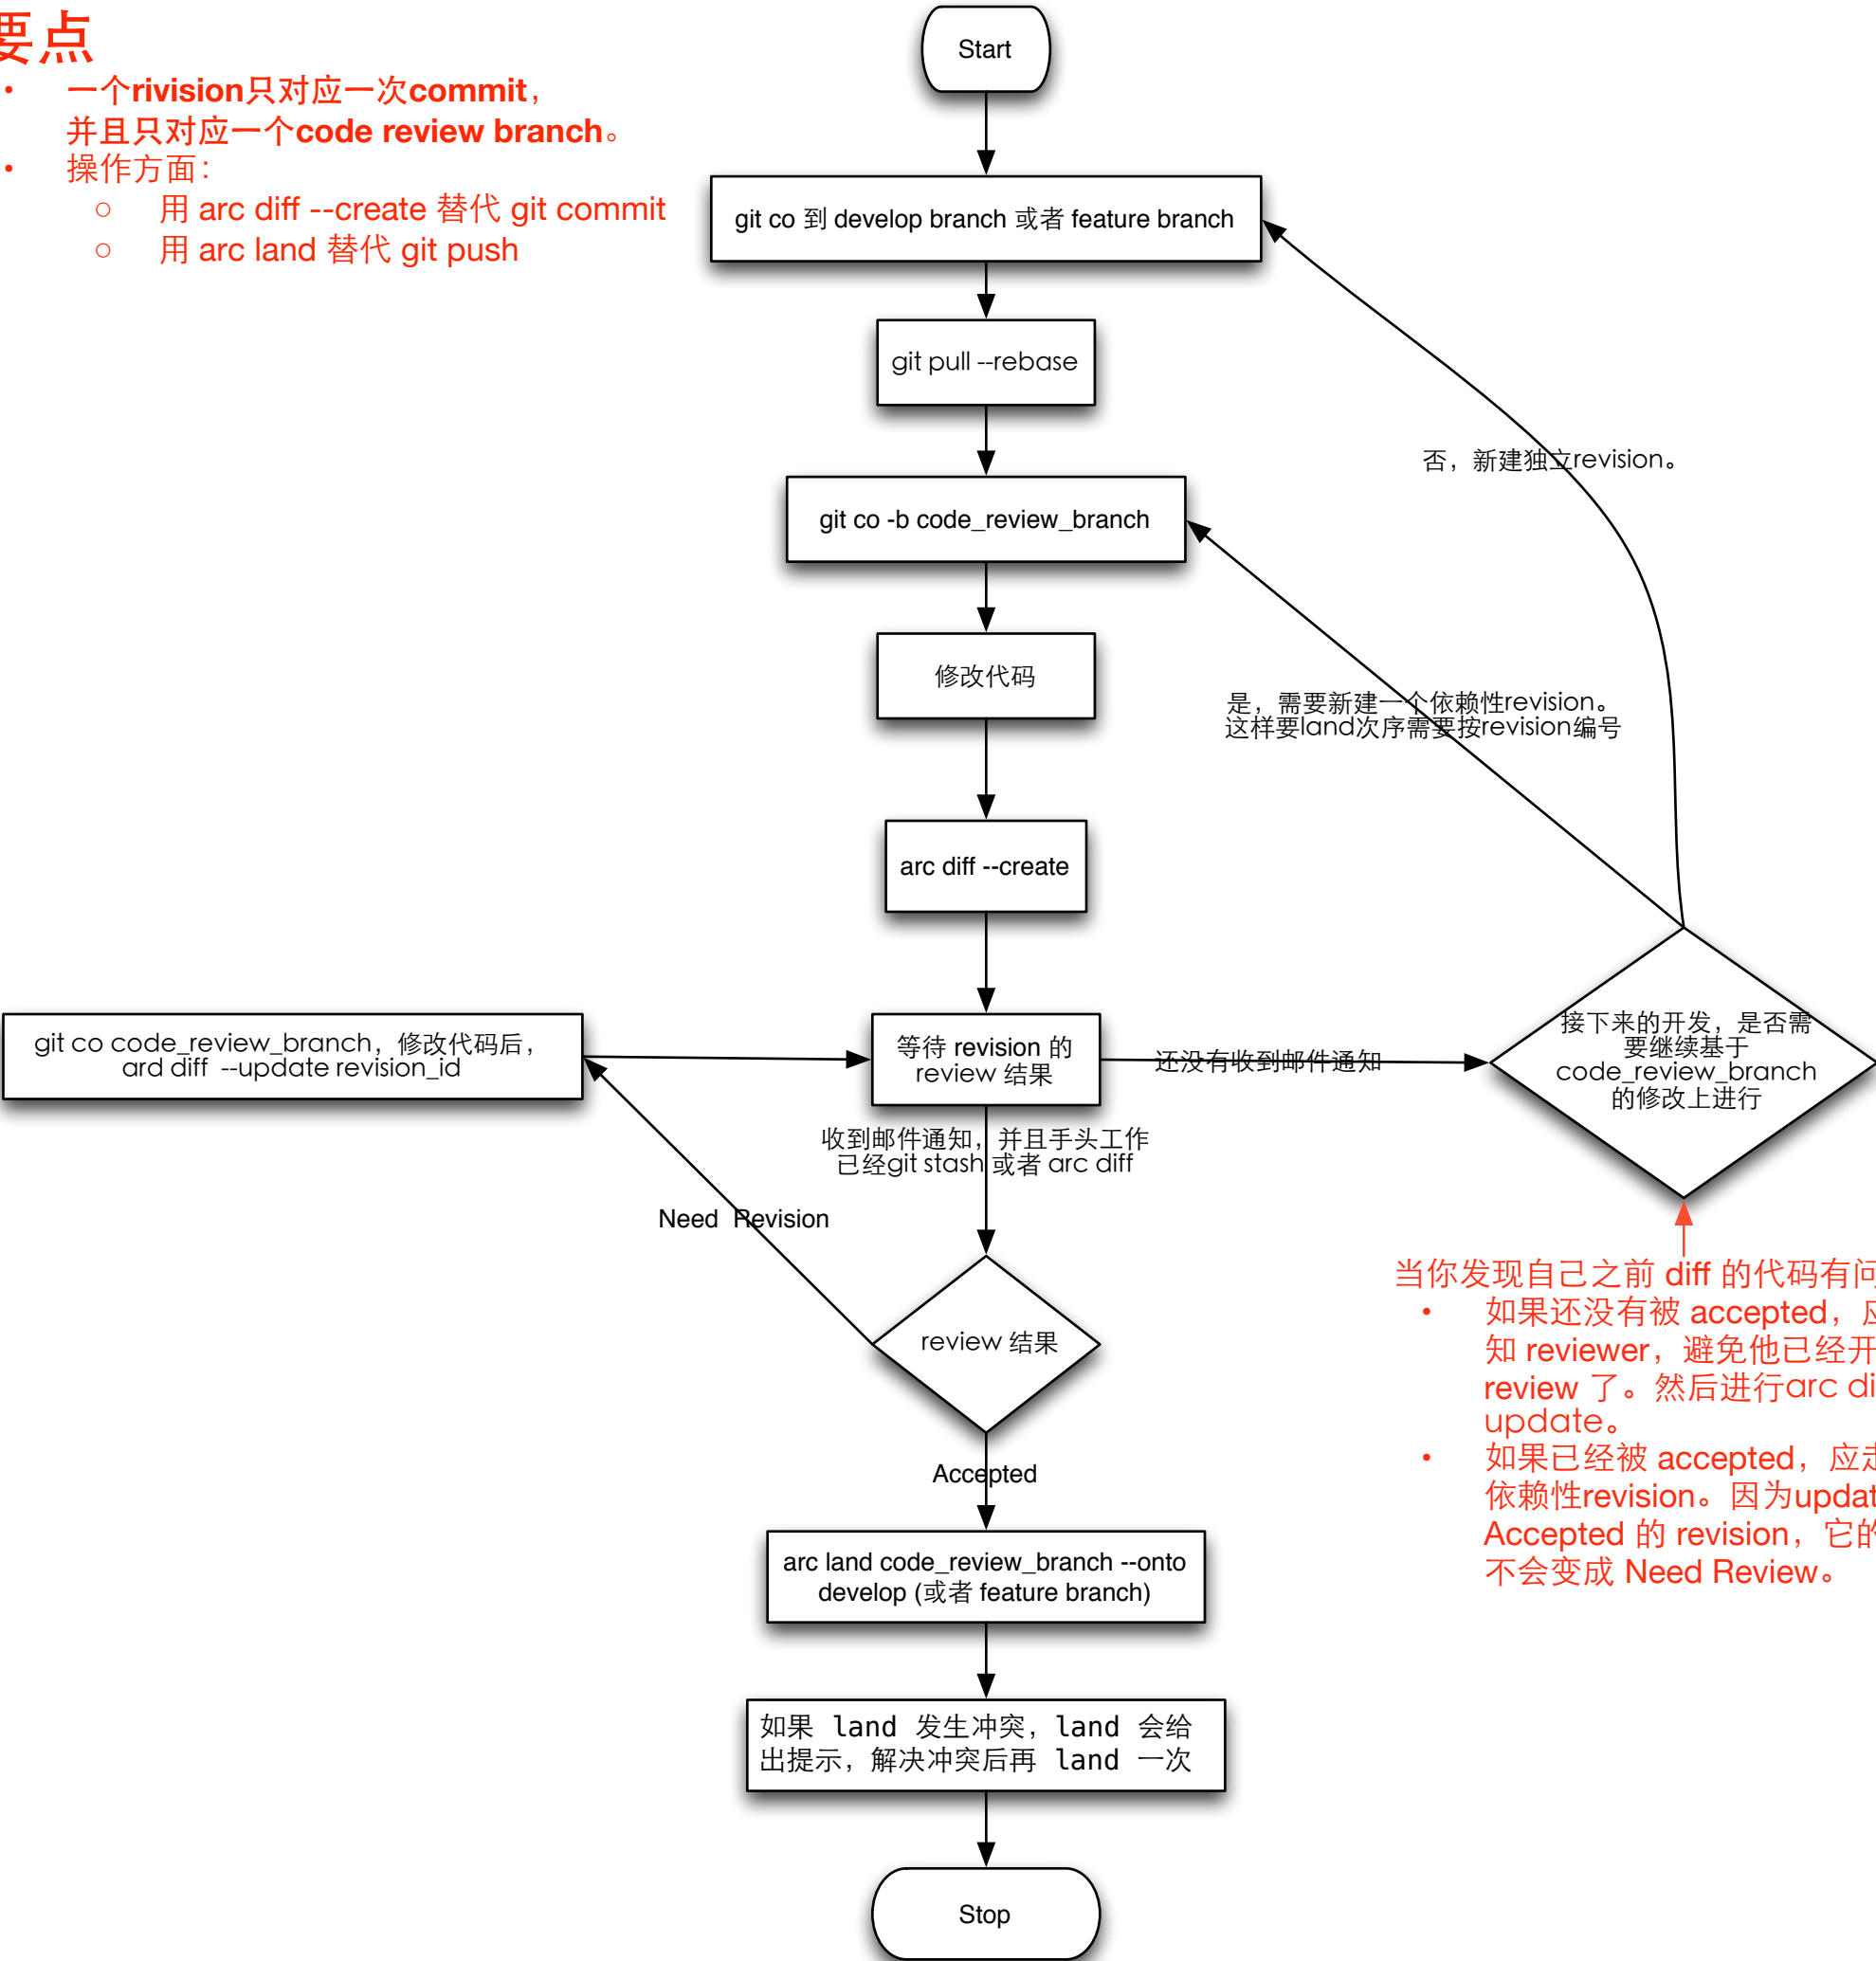 要点
• 一个rivision只对应一次commit，
并且只对应一个code review branch。
• 操作方面：
○ 用 arc diff --create 替代 git commit
○ 用 arc land 替代 git push
Start
git co 到 develop branch 或者 feature branch
git pull --rebase
否，新建独立revision。
git co -b code_review_branch
修改代码
是，需要新建一个依赖性revision。
这样要land次序需要按revision编号
arc diff --create
git co code_review_branch，修改代码后，
ard diff --update revision_id
等待 revision 的
review 结果
还没有收到邮件通知
接下来的开发，是否需
要继续基于
code_review_branch
的修改上进行
收到邮件通知，并且手头工作
已经git stash 或者 arc diff
Need Revision
review 结果
当你发现自己之前 diff 的代码有问
• 如果还没有被 accepted，
知 reviewer，避免他已经开
review 了。然后进行arc
update。
• 如果已经被 accepted，应
依赖性revision。因为
Accepted 的 revision，它
不会变成 Need Review。
Accepted
arc land code_review_branch --onto
develop (或者 feature branch)
如果 land 发生冲突，land 会给
出提示，解决冲突后再 land 一次
Stop